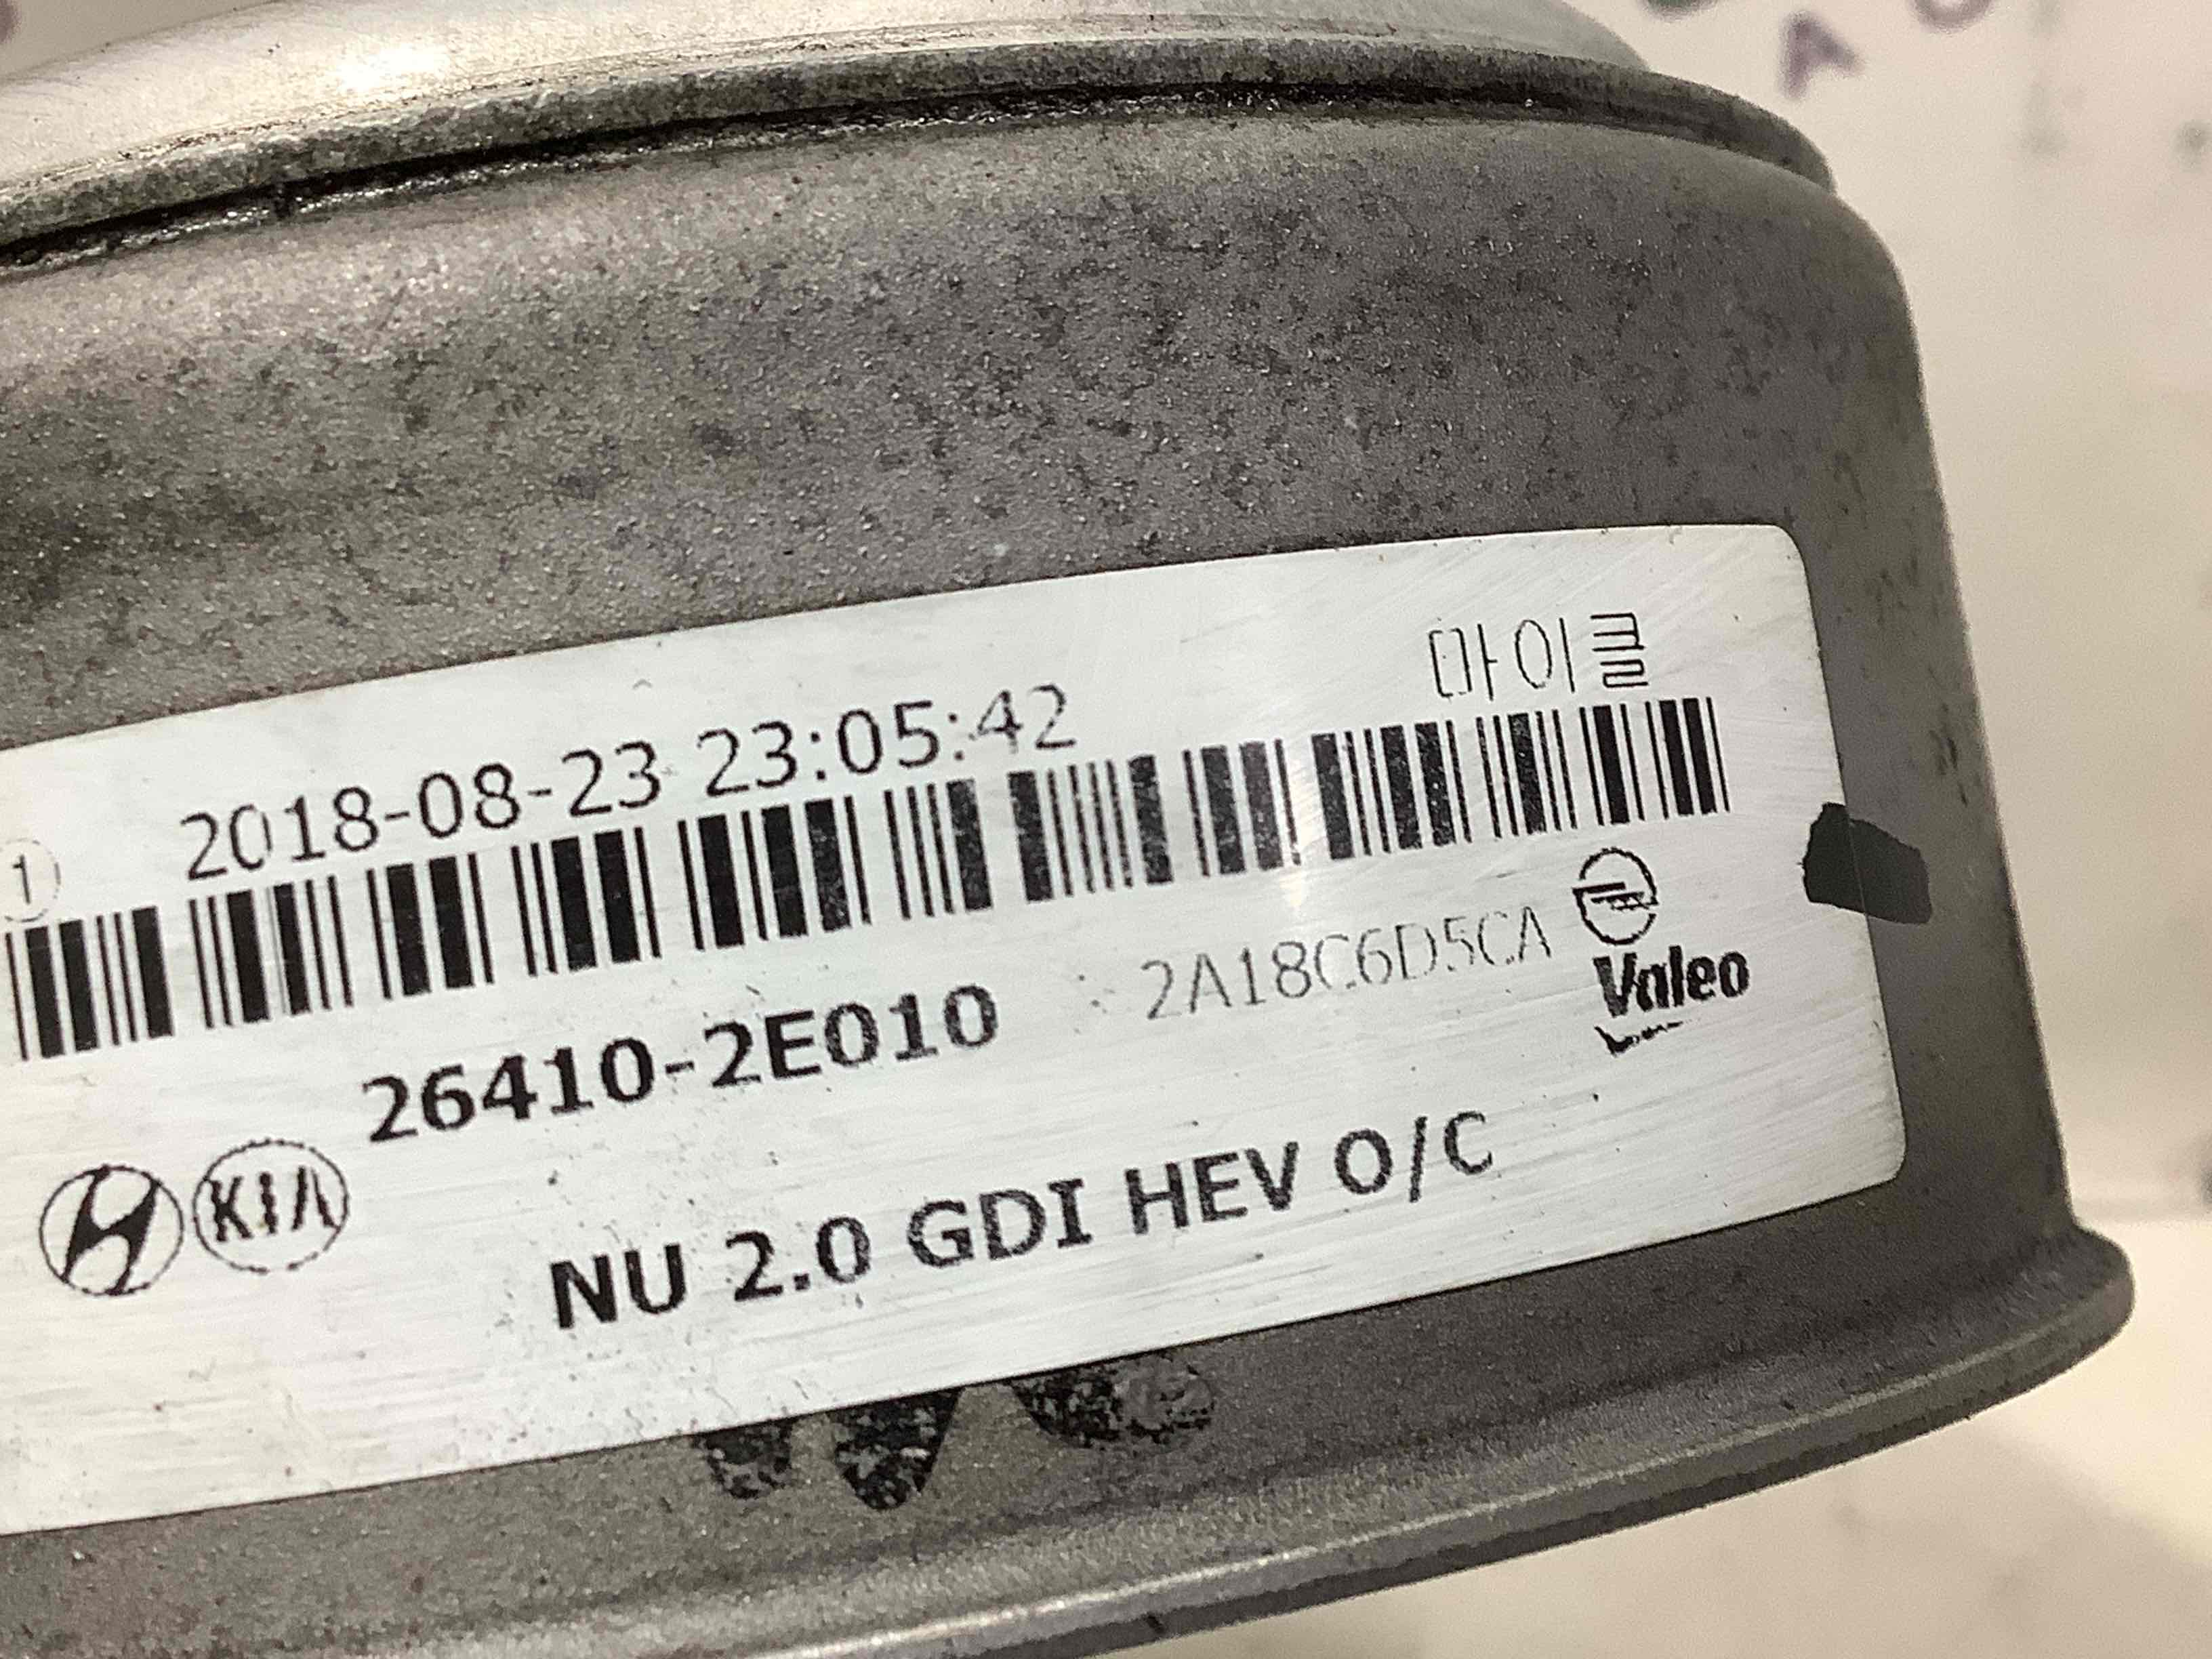 마이클
① 2018-08-23 23:05:42
26410-2E010 2A18C6D5CA Valeo
KIA
NU 2.0 GDI HEV O/C